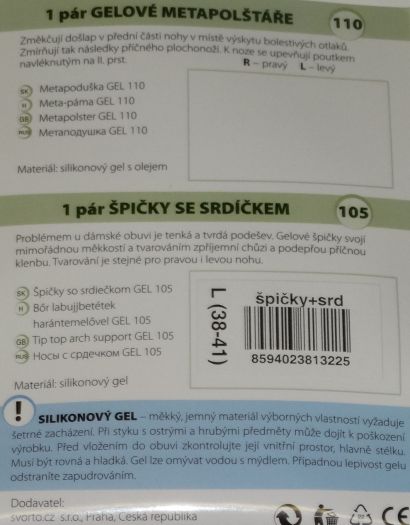 1 pár GELOVÉ METAPOLŠTÁŘE 110
Změkčují došlap v přední části nohy v místě výskytu bolestivých otlaků.
Zmírňují tak následky příčného plochonoží. K noze se upevňují poutkem
navléknutým na II. prst.
R – pravý L – levý
SK Metapoduška GEL 110
H Meta-páma GEL 110
GB Metapolster GEL 110
RUS Метаподушка GEL 110
Materiál: silikonový gel s olejem
1 pár ŠPIČKY SE SRDÍČKEM 105
Problémem u dámské obuvi je tenká a tvrdá podešev. Gelové špičky svojí
mimořádnou měkkostí a tvarováním zpříjemní chůzi a podepřou příčnou
klenbu. Tvarování je stejné pro pravou i levou nohu.
SK Špičky so srdiečkom GEL 105
H Bőr labujjbetétek
harántemelővel GEL 105
GB Tip top arch support GEL 105
RUS Носы с срдечком GEL 105
L (38-41)
špičky+srd
8594023813225
Materiál: silikonový gel
! SILIKONOVÝ GEL – měkký, jemný materiál výborných vlastností vyžaduje
šetrné zacházení. Při styku s ostrými a hrubými předměty může dojít k poškození
výrobku. Před vložením do obuvi zkontrolujte její vnitřní prostor, hlavně stélku.
Musí být rovná a hladká. Gel lze omývat vodou s mýdlem. Případnou lepivost gelu
odstraníte zapudrováním.
Dodavatel:
svorto.cz s.r.o., Praha, Česká republika
CE